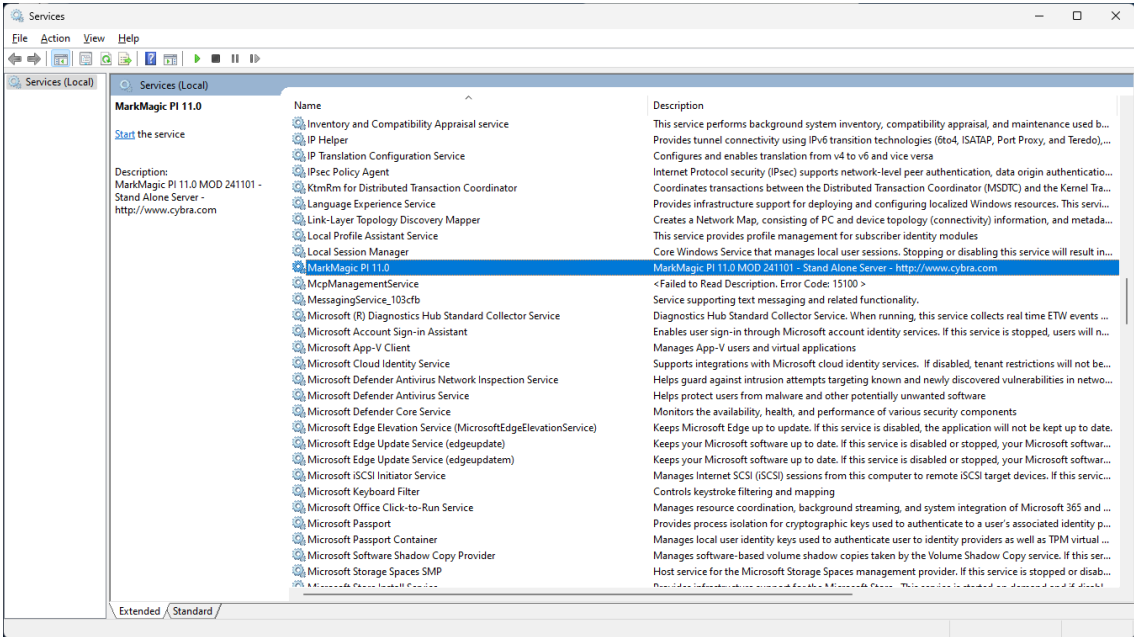 Services
File Action View Help
Services (Local)
Services (Local)
MarkMagic PI 11.0
Start the service
Description:
MarkMagic PI 11.0 MOD 241101 -
Stand Alone Server -
http://www.cybra.com
Name Description
Inventory and Compatibility Appraisal service This service performs background system inventory, compatibility appraisal, and maintenance used b...
IP Helper Provides tunnel connectivity using IPv6 transition technologies (6to4, ISATAP, Port Proxy, and Teredo),...
IP Translation Configuration Service Configures and enables translation from v4 to v6 and vice versa
IPsec Policy Agent Internet Protocol security (IPsec) supports network-level peer authentication, data origin authenticatio...
KtmRm for Distributed Transaction Coordinator Coordinates transactions between the Distributed Transaction Coordinator (MSDTC) and the Kernel Tra...
Language Experience Service Provides infrastructure support for deploying and configuring localized Windows resources. This servi...
Link-Layer Topology Discovery Mapper Creates a Network Map, consisting of PC and device topology (connectivity) information, and metada...
Local Profile Assistant Service This service provides profile management for subscriber identity modules
Local Session Manager Core Windows Service that manages local user sessions. Stopping or disabling this service will result in...
MarkMagic PI 11.0 MarkMagic PI 11.0 MOD 241101 - Stand Alone Server - http://www.cybra.com
McpManagementService <Failed to Read Description. Error Code: 15100 >
MessagingService_103cfb Service supporting text messaging and related functionality.
Microsoft (R) Diagnostics Hub Standard Collector Service Diagnostics Hub Standard Collector Service. When running, this service collects real time ETW events ...
Microsoft Account Sign-in Assistant Enables user sign-in through Microsoft account identity services. If this service is stopped, users will n...
Microsoft App-V Client Manages App-V users and virtual applications
Microsoft Cloud Identity Service Supports integrations with Microsoft cloud identity services. If disabled, tenant restrictions will not be...
Microsoft Defender Antivirus Network Inspection Service Helps guard against intrusion attempts targeting known and newly discovered vulnerabilities in netwo...
Microsoft Defender Antivirus Service Helps protect users from malware and other potentially unwanted software
Microsoft Defender Core Service Monitors the availability, health, and performance of various security components
Microsoft Edge Elevation Service (MicrosoftEdgeElevationService) Keeps Microsoft Edge up to update. If this service is disabled, the application will not be kept up to date.
Microsoft Edge Update Service (edgeupdate) Keeps your Microsoft software up to date. If this service is disabled or stopped, your Microsoft softwar...
Microsoft Edge Update Service (edgeupdatem) Keeps your Microsoft software up to date. If this service is disabled or stopped, your Microsoft softwar...
Microsoft iSCSI Initiator Service Manages Internet SCSI (iSCSI) sessions from this computer to remote iSCSI target devices. If this servic...
Microsoft Keyboard Filter Controls keystroke filtering and mapping
Microsoft Office Click-to-Run Service Manages resource coordination, background streaming, and system integration of Microsoft 365 and ...
Microsoft Passport Provides process isolation for cryptographic keys used to authenticate to a user's associated identity p...
Microsoft Passport Container Manages local user identity keys used to authenticate user to identity providers as well as TPM virtual ...
Microsoft Software Shadow Copy Provider Manages software-based volume shadow copies taken by the Volume Shadow Copy service. If this ser...
Microsoft Storage Spaces SMP Host service for the Microsoft Storage Spaces management provider. If this service is stopped or disab...
Extended Standard